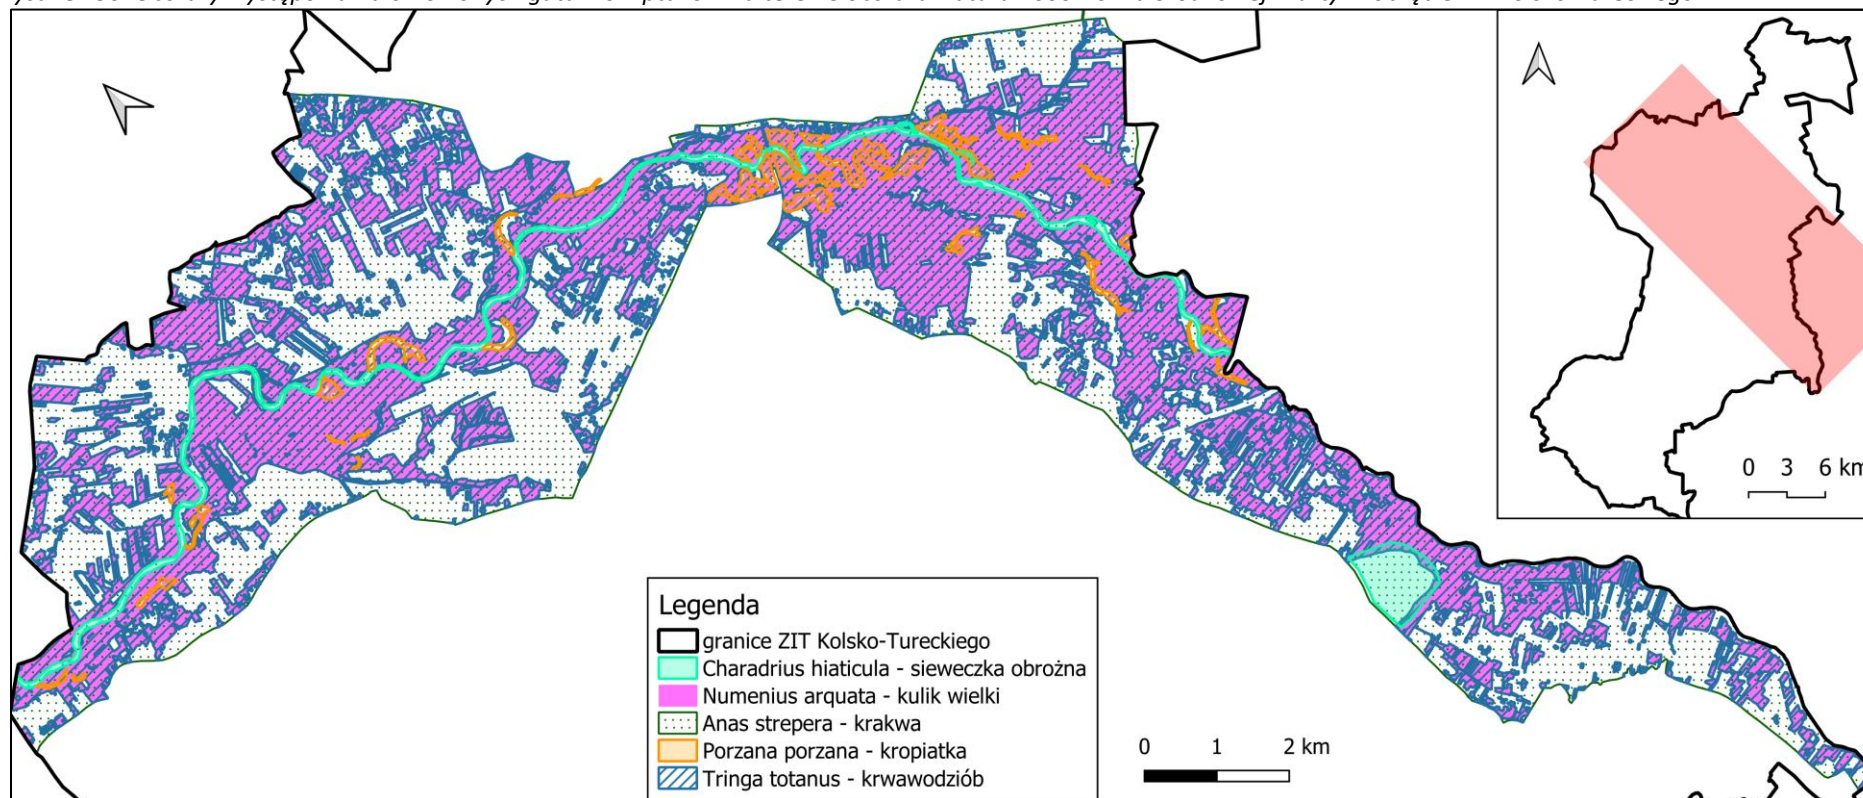 Legenda
granice ZIT Kolsko-Tureckiego
Charadrius hiaticula - sieweczka obrożna
Numenius arquata - kulik wielki
Anas strepera - krakwa
Porzana porzana - kropiatka
Tringa totanus - krwawodziób
0 1 2 km
0 3 6 km